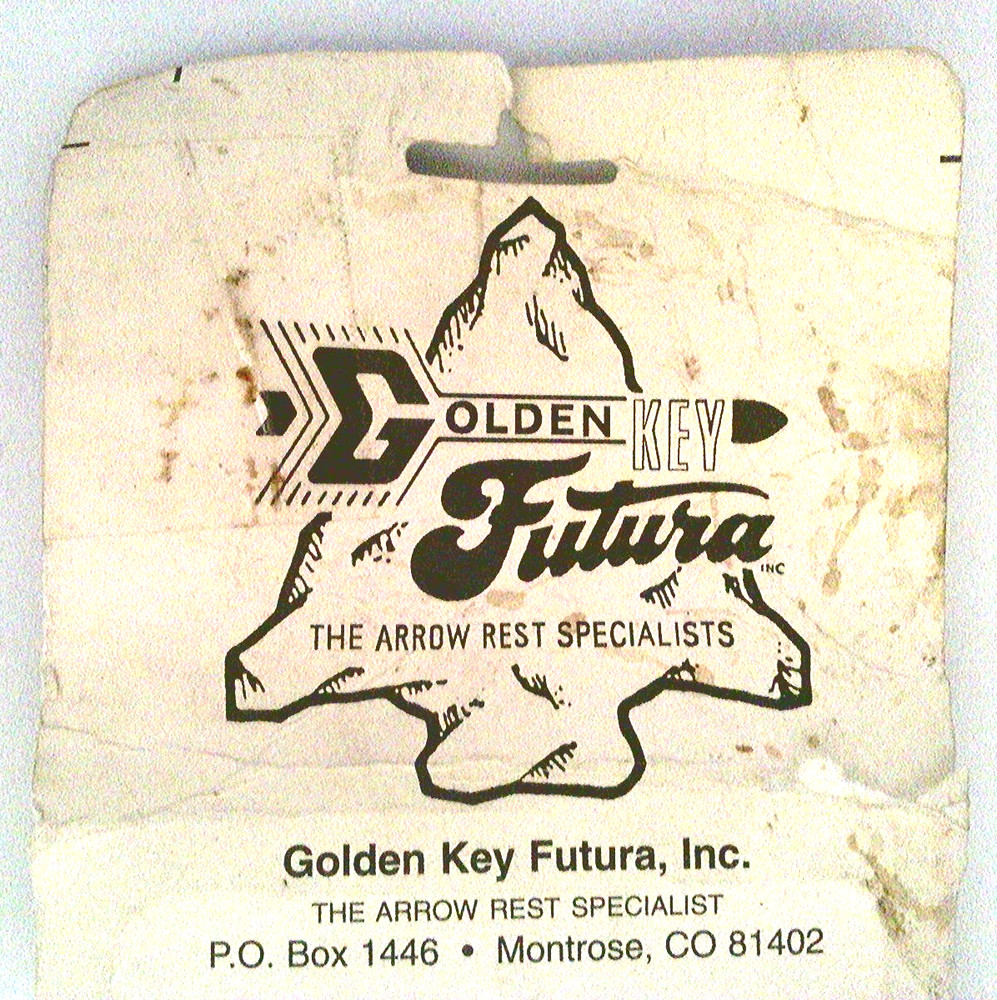 GOLDEN KEY
Futura
INC
THE ARROW REST SPECIALISTS
Golden Key Futura, Inc.
THE ARROW REST SPECIALIST
P.O. Box 1446 • Montrose, CO 81402